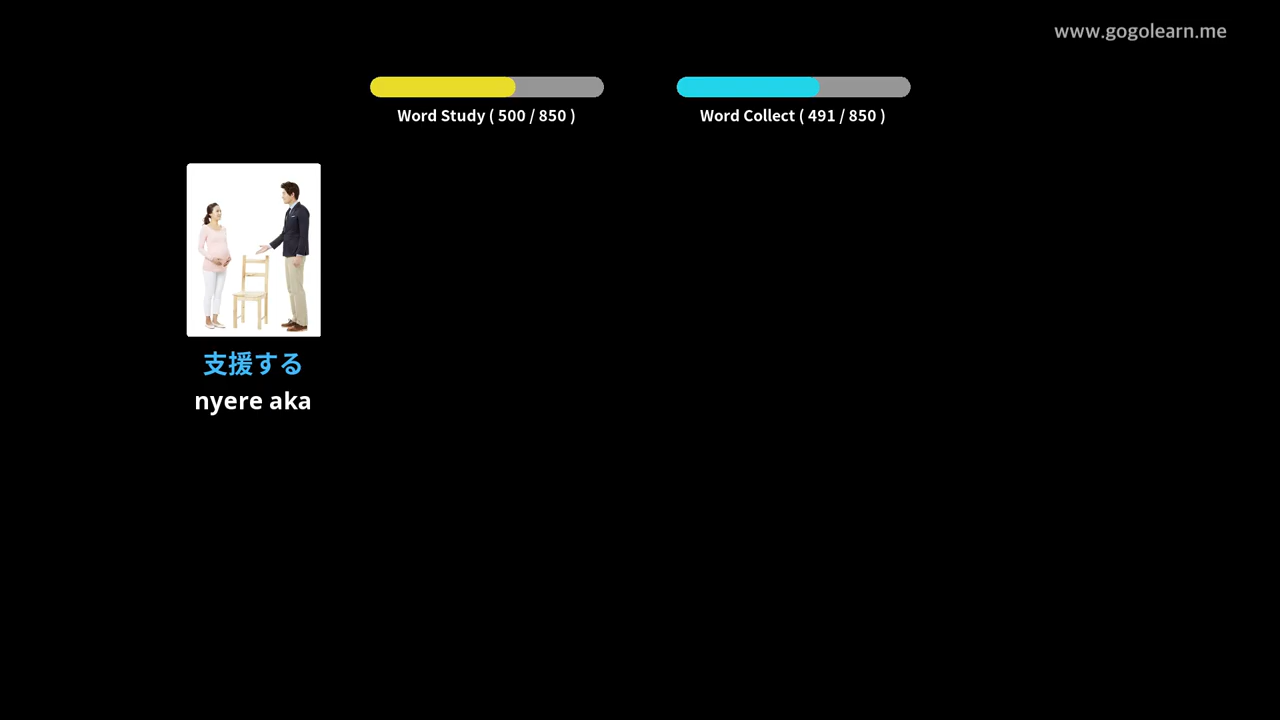 www.gogolearn.me
Word Study ( 500 / 850 )
Word Collect ( 491 / 850 )
支援する
nyere aka